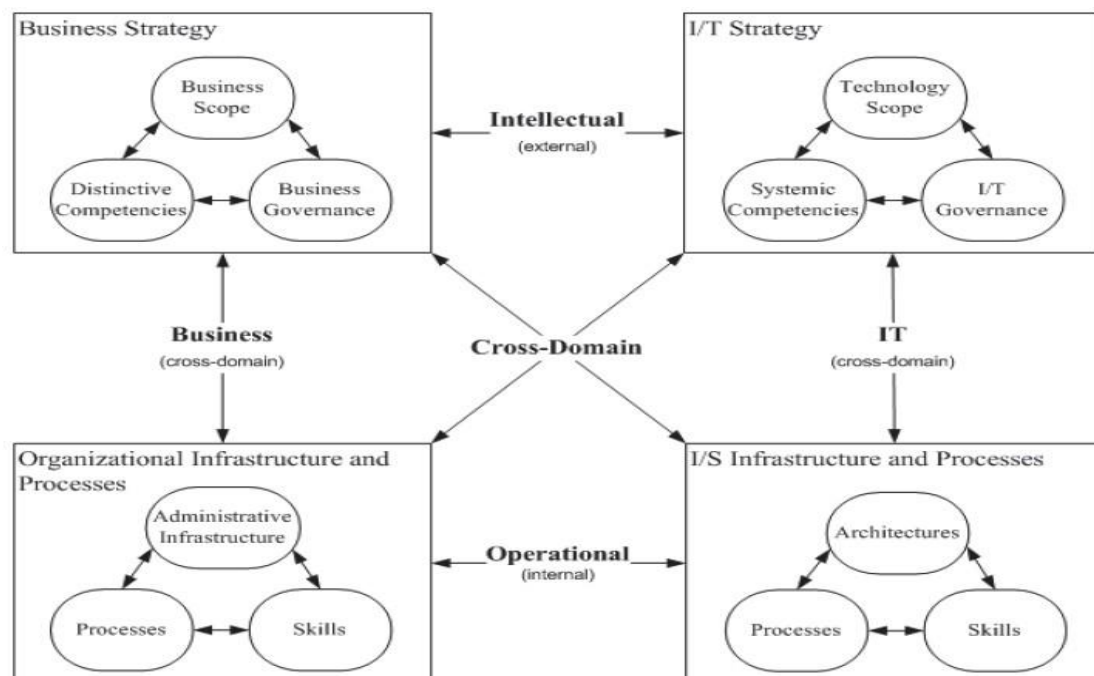 Business Strategy
I/T Strategy
Business
Scope
Technology
Scope
Intellectual
(external)
Distinctive
Competencies
Business
Governance
Systemic
Competencies
I/T
Governance
Business
(cross-domain)
Cross-Domain
IT
(cross-domain)
Organizational Infrastructure and
Processes
I/S Infrastructure and Processes
Administrative
Infrastructure
Architectures
Operational
(internal)
Processes
Skills
Processes
Skills